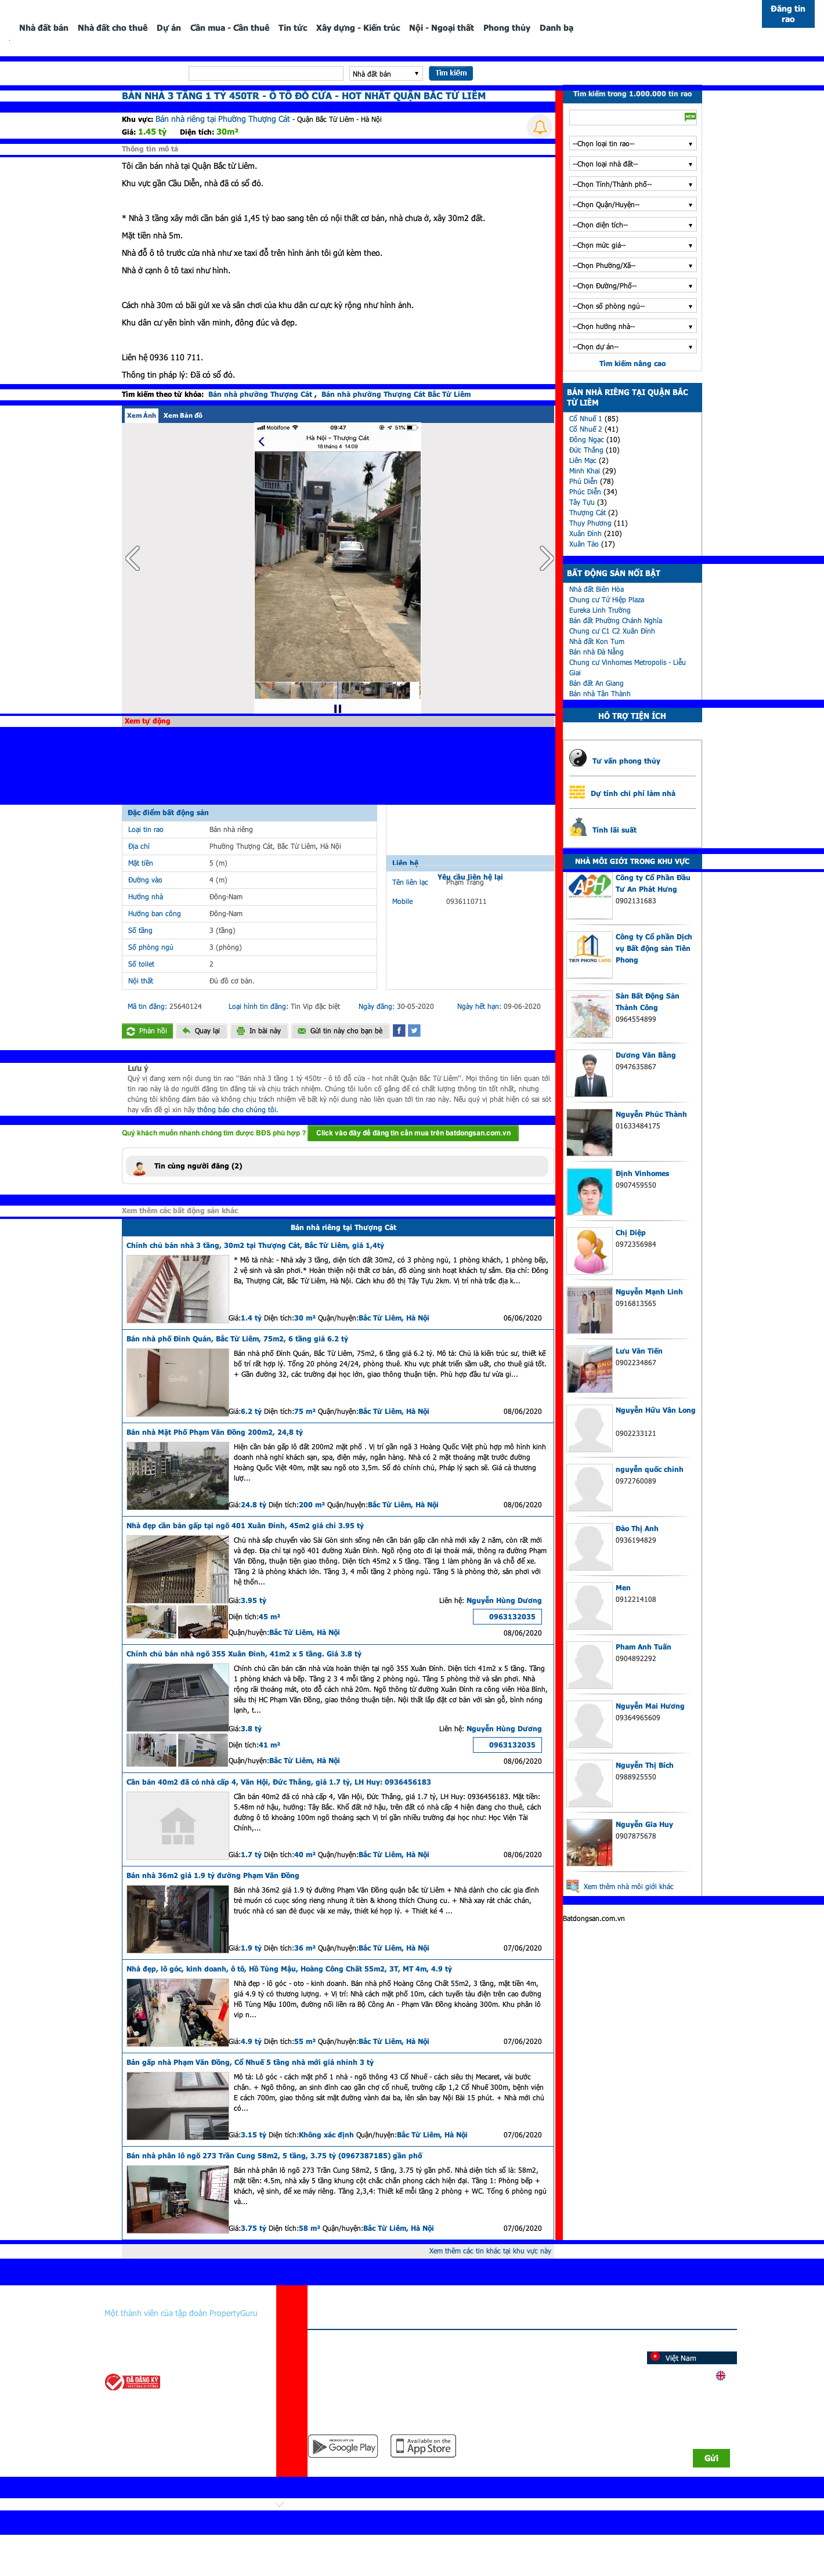 Đăng tin
rao
Nhà đất bán Nhà đất cho thuê Dự án Cần mua - Cần thuê Tin tức Xây dựng - Kiến trúc Nội - Ngoại thất Phong thủy Danh bạ
Nhà đất bán Tìm kiếm
BÁN NHÀ 3 TẦNG 1 TỶ 450TR - Ô TÔ ĐỖ CỬA - HOT NHẤT QUẬN BẮC TỪ LIÊM
Khu vực: Bán nhà riêng tại Phường Thượng Cát - Quận Bắc Từ Liêm - Hà Nội
Giá: 1.45 tỷ Diện tích: 30m²
Thông tin mô tả
Tôi cần bán nhà tại Quận Bắc từ Liêm.
Khu vực gần Cầu Diễn, nhà đã có sổ đỏ.
* Nhà 3 tầng xây mới cần bán giá 1,45 tỷ bao sang tên có nội thất cơ bản, nhà chưa ở, xây 30m2 đất.
Mặt tiền nhà 5m.
Nhà đỗ ô tô trước cửa nhà như xe taxi đỗ trên hình ảnh tôi gửi kèm theo.
Nhà ở cạnh ô tô taxi như hình.
Cách nhà 30m có bãi gửi xe và sân chơi của khu dân cư cực kỳ rộng như hình ảnh.
Khu dân cư yên bình văn minh, đông đúc và đẹp.
Liên hệ 0936 110 711.
Thông tin pháp lý: Đã có sổ đỏ.
Tìm kiếm theo từ khóa: Bán nhà phường Thượng Cát , Bán nhà phường Thượng Cát Bắc Từ Liêm
Xem Ảnh Xem Bản đồ
Mobifone 09:47 51%
Hà Nội - Thượng Cát
18 tháng 4 14:09
Xem tự động
Đặc điểm bất động sản
Loại tin rao Bán nhà riêng
Địa chỉ Phường Thượng Cát, Bắc Từ Liêm, Hà Nội
Mặt tiền 5 (m)
Đường vào 4 (m)
Hướng nhà Đông-Nam
Hướng ban công Đông-Nam
Số tầng 3 (tầng)
Số phòng ngủ 3 (phòng)
Số toilet 2
Nội thất Đủ đồ cơ bản.
Liên hệ
Yêu cầu liên hệ lại
Tên liên lạc Phạm Trang
Mobile 0936110711
Mã tin đăng: 25640124 Loại hình tin đăng: Tin Vip đặc biệt Ngày đăng: 30-05-2020 Ngày hết hạn: 09-06-2020
Phản hồi Quay lại In bài này Gửi tin này cho bạn bè
Lưu ý
Quý vị đang xem nội dung tin rao "Bán nhà 3 tầng 1 tỷ 450tr - ô tô đỗ cửa - hot nhất Quận Bắc Từ Liêm". Mọi thông tin liên quan tới
tin rao này là do người đăng tin đăng tải và chịu trách nhiệm. Chúng tôi luôn cố gắng để có chất lượng thông tin tốt nhất, nhưng
chúng tôi không đảm bảo và không chịu trách nhiệm về bất kỳ nội dung nào liên quan tới tin rao này. Nếu quý vị phát hiện có sai sót
hay vấn đề gì xin hãy thông báo cho chúng tôi.
Quý khách muốn nhanh chóng tìm được BĐS phù hợp ? Click vào đây để đăng tin cần mua trên batdongsan.com.vn
Tin cùng người đăng (2)
Xem thêm các bất động sản khác
Bán nhà riêng tại Thượng Cát
Chính chủ bán nhà 3 tầng, 30m2 tại Thượng Cát, Bắc Từ Liêm, giá 1,4tỷ
* Mô tả nhà: - Nhà xây 3 tầng, diện tích đất 30m2, có 3 phòng ngủ, 1 phòng khách, 1 phòng bếp,
2 vệ sinh và sân phơi.* Hoàn thiện nội thất cơ bản, đồ dùng sinh hoạt khách tự sắm. Địa chỉ: Đông
Ba, Thượng Cát, Bắc Từ Liêm, Hà Nội. Cách khu đô thị Tây Tựu 2km. Vị trí nhà trắc địa k...
Giá:1.4 tỷ Diện tích:30 m² Quận/huyện:Bắc Từ Liêm, Hà Nội 06/06/2020
Bán nhà phố Đình Quán, Bắc Từ Liêm, 75m2, 6 tầng giá 6.2 tỷ
Bán nhà phố Đình Quán, Bắc Từ Liêm, 75m2, 6 tầng giá 6.2 tỷ. Mô tả: Chủ là kiến trúc sư, thiết kế
bố trí rất hợp lý. Tổng 20 phòng 24/24, phòng thuê. Khu vực phát triển sầm uất, cho thuê giá tốt.
+ Gần đường 32, các trường đại học lớn, giao thông thuận tiện. Phù hợp đầu tư vừa gi...
Giá:6.2 tỷ Diện tích:75 m² Quận/huyện:Bắc Từ Liêm, Hà Nội 08/06/2020
Bán nhà Mặt Phố Phạm Văn Đồng 200m2, 24,8 tỷ
Hiện cần bán gấp lô đất 200m2 mặt phố . Vị trí gần ngã 3 Hoàng Quốc Việt phù hợp mô hình kinh
doanh nhà nghỉ khách sạn, spa, điện máy, ngân hàng. Nhà có 2 mặt thoáng mặt trước đường
Hoàng Quốc Việt 40m, mặt sau ngõ oto 3,5m. Sổ đỏ chính chủ, Pháp lý sạch sẽ. Giá cả thương
lượ...
Giá:24.8 tỷ Diện tích:200 m² Quận/huyện:Bắc Từ Liêm, Hà Nội 08/06/2020
Nhà đẹp cần bán gấp tại ngõ 401 Xuân Đỉnh, 45m2 giá chỉ 3.95 tỷ
Chủ nhà sắp chuyển vào Sài Gòn sinh sống nên cần bán gấp căn nhà mới xây 2 năm, còn rất mới
và đẹp. Địa chỉ tại ngõ 401 đường Xuân Đỉnh. Ngõ rộng oto đi lại thoải mái, thông ra đường Phạm
Văn Đồng, thuận tiện giao thông. Diện tích 45m2 x 5 tầng. Tầng 1 làm phòng ăn và chỗ để xe.
Tầng 2 là phòng khách lớn. Tầng 3, 4 mỗi tầng 2 phòng ngủ. Tầng 5 là phòng thờ, sân phơi với
hệ thốn...
Giá:3.95 tỷ Liên hệ: Nguyễn Hùng Dương
Diện tích:45 m² 0963132035
Quận/huyện:Bắc Từ Liêm, Hà Nội 08/06/2020
Chính chủ bán nhà ngõ 355 Xuân Đỉnh, 41m2 x 5 tầng. Giá 3.8 tỷ
Chính chủ cần bán căn nhà vừa hoàn thiện tại ngõ 355 Xuân Đỉnh. Diện tích 41m2 x 5 tầng. Tầng
1 phòng khách và bếp. Tầng 2 3 4 mỗi tầng 2 phòng ngủ. Tầng 5 phòng thờ và sân phơi. Nhà
rộng rãi thoáng mát, oto đỗ cách nhà 20m. Ngõ thông từ đường Xuân Đỉnh ra công viên Hòa Bình,
siêu thị HC Phạm Văn Đồng, giao thông thuận tiện. Nội thất lắp đặt cơ bản với sàn gỗ, bình nóng
lạnh, t...
Giá:3.8 tỷ Liên hệ: Nguyễn Hùng Dương
Diện tích:41 m² 0963132035
Quận/huyện:Bắc Từ Liêm, Hà Nội 08/06/2020
Cần bán 40m2 đã có nhà cấp 4, Văn Hội, Đức Thắng, giá 1.7 tỷ, LH Huy: 0936456183
Cần bán 40m2 đã có nhà cấp 4, Văn Hội, Đức Thắng, giá 1.7 tỷ, LH Huy: 0936456183. Mặt tiền:
5.48m nở hậu, hướng: Tây Bắc. Khổ đất nở hậu, trên đất có nhà cấp 4 hiện đang cho thuê, cách
đường ô tô khoảng 100m ngõ thoáng sạch Vị trí gần nhiều trường đại học như: Học Viện Tài
Chính,...
Giá:1.7 tỷ Diện tích:40 m² Quận/huyện:Bắc Từ Liêm, Hà Nội 08/06/2020
Bán nhà 36m2 giá 1.9 tỷ đường Phạm Văn Đồng
Bán nhà 36m2 giá 1.9 tỷ đường Phạm Văn Đồng quận bắc từ Liêm + Nhà dành cho các gia đình
trẻ muốn có cuọc sóng rieng nhưng ít tiên & khong thích Chung cu. + Nhà xay rát chác chán,
truóc nhà có san đẻ đuọc vài xe máy, thiét ké họp lý. + Thiét ké 4 ...
Giá:1.9 tỷ Diện tích:36 m² Quận/huyện:Bắc Từ Liêm, Hà Nội 07/06/2020
Nhà đẹp, lô góc, kinh doanh, ô tô, Hồ Tùng Mậu, Hoàng Công Chất 55m2, 3T, MT 4m, 4.9 tỷ
Nhà đẹp - lô góc - oto - kinh doanh. Bán nhà phố Hoàng Công Chất 55m2, 3 tầng, mặt tiền 4m,
giá 4.9 tỷ có thương lượng. + Vị trí: Nhà cách mặt phố 10m, cách tuyến tàu điện trên cao đường
Hồ Tùng Mậu 100m, đường nối liền ra Bộ Công An - Phạm Văn Đồng khoảng 300m. Khu phân lô
vip n...
Giá:4.9 tỷ Diện tích:55 m² Quận/huyện:Bắc Từ Liêm, Hà Nội 07/06/2020
Bán gấp nhà Phạm Văn Đồng, Cổ Nhuế 5 tầng nhà mới giá nhỉnh 3 tỷ
Mô tả: Lô góc - cách mặt phố 1 nhà - ngõ thông 43 Cổ Nhuế - cách siêu thị Mecaret, vài bước
chân. + Ngõ thông, an sinh đỉnh cao gần chợ cổ nhuế, trường cấp 1,2 Cổ Nhuế 300m, bệnh viện
E cách 700m, giao thông sát mặt đường vành đai ba, lên sân bay Nội Bài 15 phút. + Nhà mới chủ
có...
Giá:3.15 tỷ Diện tích:Không xác định Quận/huyện:Bắc Từ Liêm, Hà Nội 07/06/2020
Bán nhà phân lô ngõ 273 Trần Cung 58m2, 5 tầng, 3.75 tỷ (0967387185) gần phố
Bán nhà phân lô ngõ 273 Trần Cung 58m2, 5 tầng, 3.75 tỷ gần phố. Nhà diện tích sổ là: 58m2,
mặt tiền: 4.5m, nhà xây 5 tầng khung cột chắc chắn phong cách hiện đại. Tầng 1: Phòng bếp +
khách, vệ sinh, để xe máy riêng. Tầng 2,3,4: Thiết kế mỗi tầng 2 phòng + WC. Tổng 6 phòng ngủ
và...
Giá:3.75 tỷ Diện tích:58 m² Quận/huyện:Bắc Từ Liêm, Hà Nội 07/06/2020
Xem thêm các tin khác tại khu vực này
Tìm kiếm trong 1.000.000 tin rao
NEW
--Chọn loại tin rao--
--Chọn loại nhà đất--
--Chọn Tỉnh/Thành phố--
--Chọn Quận/Huyện--
--Chọn diện tích--
--Chọn mức giá--
--Chọn Phường/Xã--
--Chọn Đường/Phố--
--Chọn số phòng ngủ--
--Chọn hướng nhà--
--Chọn dự án--
Tìm kiếm nâng cao
BÁN NHÀ RIÊNG TẠI QUẬN BẮC
TỪ LIÊM
Cổ Nhuế 1 (85)
Cổ Nhuế 2 (41)
Đông Ngạc (10)
Đức Thắng (10)
Liên Mạc (2)
Minh Khai (29)
Phú Diễn (78)
Phúc Diễn (34)
Tây Tựu (3)
Thượng Cát (2)
Thụy Phương (11)
Xuân Đỉnh (210)
Xuân Tảo (17)
BẤT ĐỘNG SẢN NỔI BẬT
Nhà đất Biên Hòa
Chung cư Tứ Hiệp Plaza
Eureka Linh Trường
Bán đất Phường Chánh Nghĩa
Chung cư C1 C2 Xuân Đỉnh
Nhà đất Kon Tum
Bán nhà Đà Nẵng
Chung cư Vinhomes Metropolis - Liễu
Giai
Bán đất An Giang
Bán nhà Tân Thành
HỖ TRỢ TIỆN ÍCH
Tư vấn phong thủy
Dự tính chi phí làm nhà
Tính lãi suất
NHÀ MÔI GIỚI TRONG KHU VỰC
APH
Công ty Cổ Phần Đầu
Tư An Phát Hưng
0902131683
TIEN PHONG LAND
Công ty Cổ phần Dịch
vụ Bất động sản Tiên
Phong
Sàn Bất Động Sản
Thành Công
0964554899
Dương Văn Bằng
0947635867
Nguyễn Phúc Thành
01633484175
Định Vinhomes
0907459550
Chị Diệp
0972356984
Nguyễn Mạnh Linh
0916813565
Lưu Văn Tiến
0902234867
Nguyễn Hữu Vân Long
0902233121
nguyễn quốc chinh
0972760089
Đào Thị Anh
0936194829
Men
0912214108
Pham Anh Tuấn
0904892292
Nguyễn Mai Hương
09364965609
Nguyễn Thị Bích
0988925550
Nguyễn Gia Huy
0907875678
Xem thêm nhà môi giới khác
Batdongsan.com.vn
Một thành viên của tập đoàn PropertyGuru
Việt Nam
ĐÃ ĐĂNG KÝ
Google Play
Available on the
App Store
Gửi